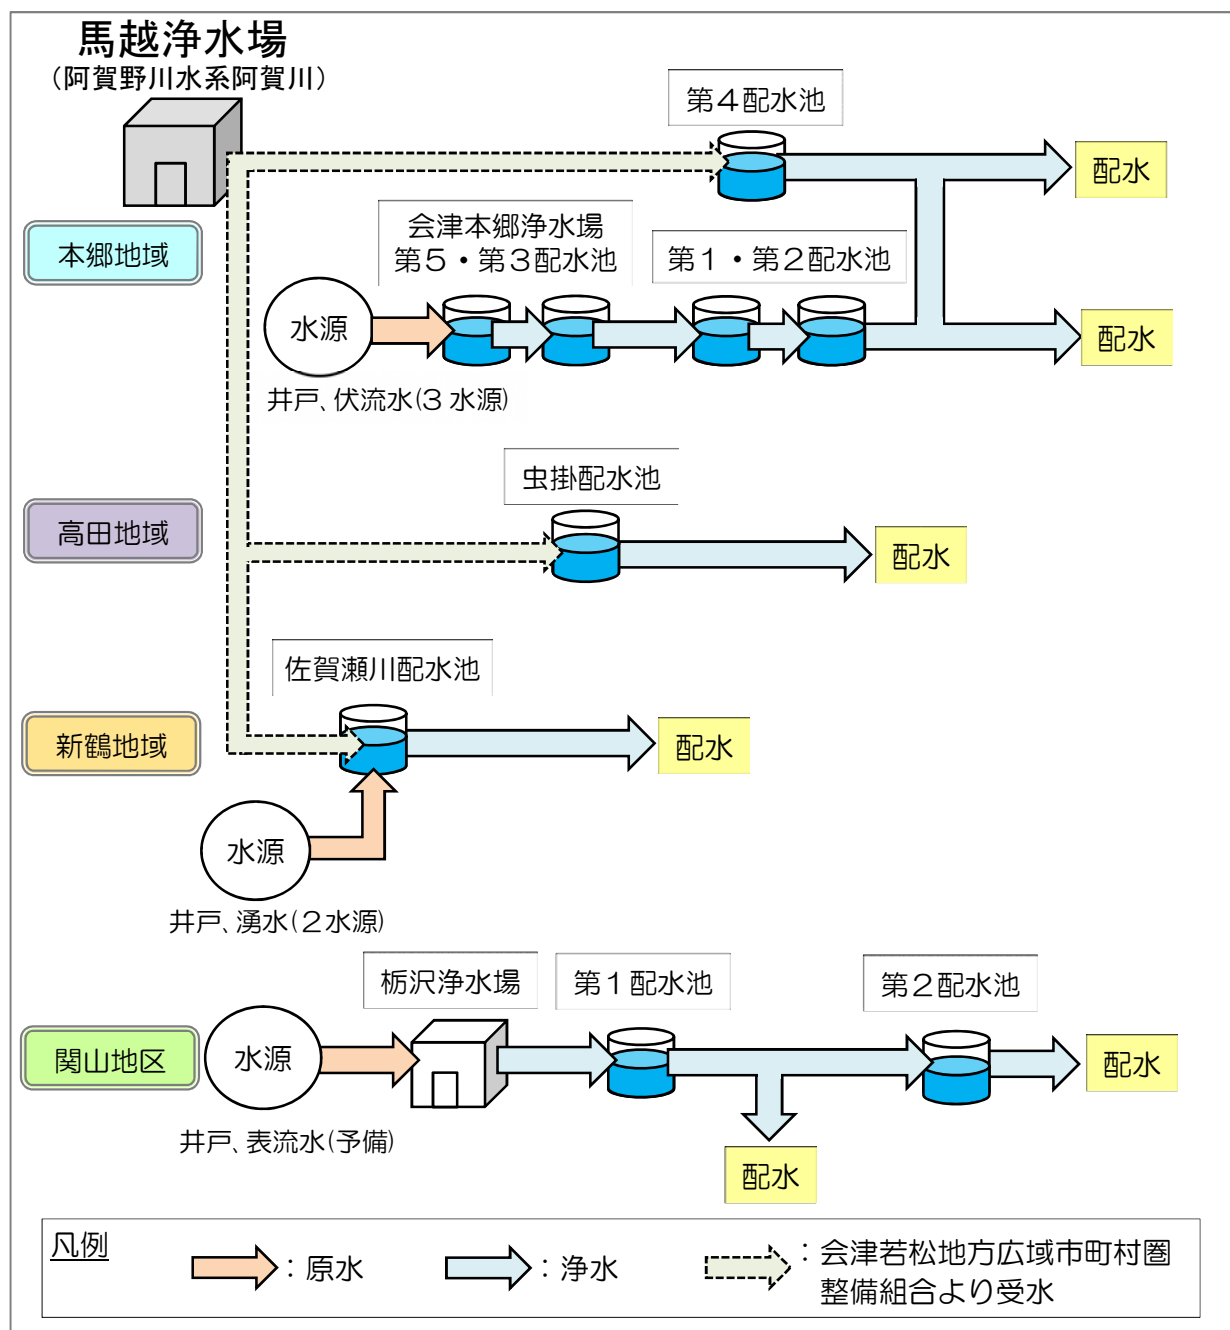 馬越浄水場
(阿賀野川水系阿賀川)
第４配水池
配水
本郷地域
会津本郷浄水場
第５・第３配水池
第１・第２配水池
水源
配水
井戸、伏流水(３水源)
虫掛配水池
高田地域
配水
佐賀瀬川配水池
新鶴地域
配水
水源
井戸、湧水(２水源)
栃沢浄水場
第１配水池
第２配水池
関山地区
水源
配水
井戸、表流水(予備)
配水
凡例
：原水
：浄水
：会津若松地方広域市町村圏
整備組合より受水